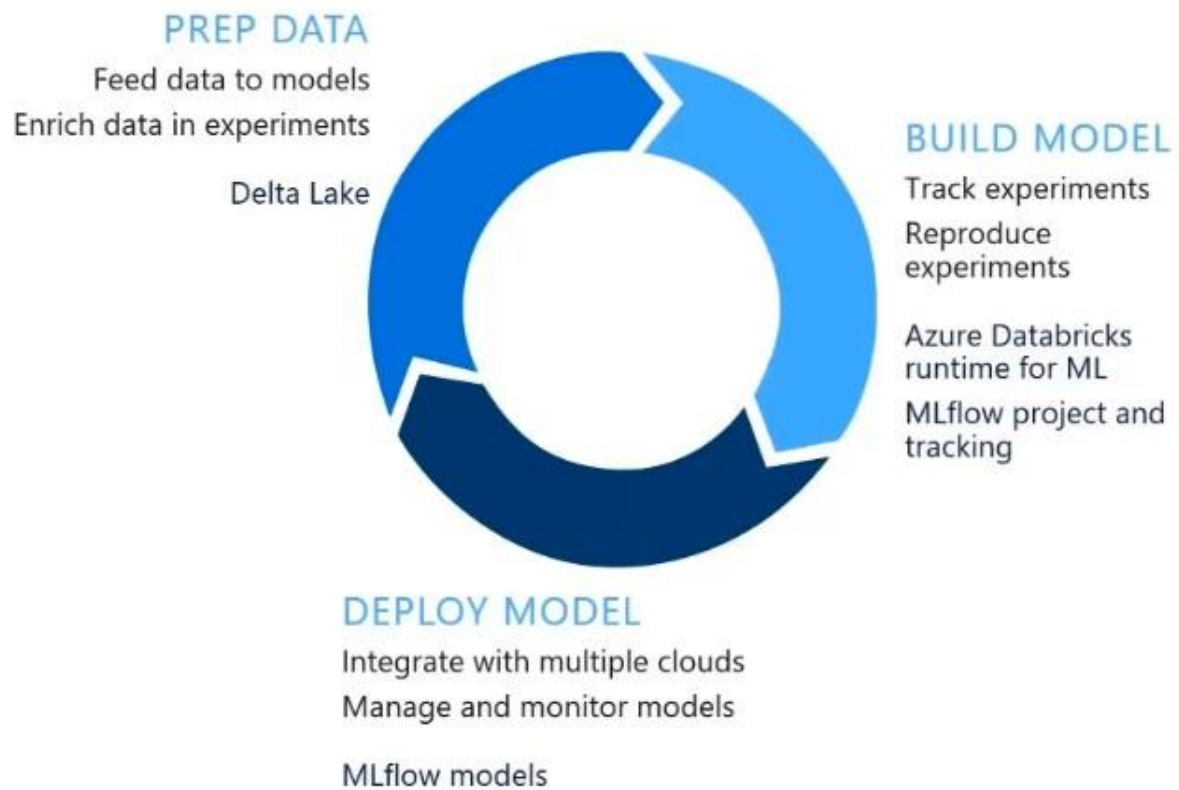 PREP DATA
Feed data to models
Enrich data in experiments
Delta Lake
BUILD MODEL
Track experiments
Reproduce
experiments
Azure Databricks
runtime for ML
MLflow project and
tracking
DEPLOY MODEL
Integrate with multiple clouds
Manage and monitor models
MLflow models